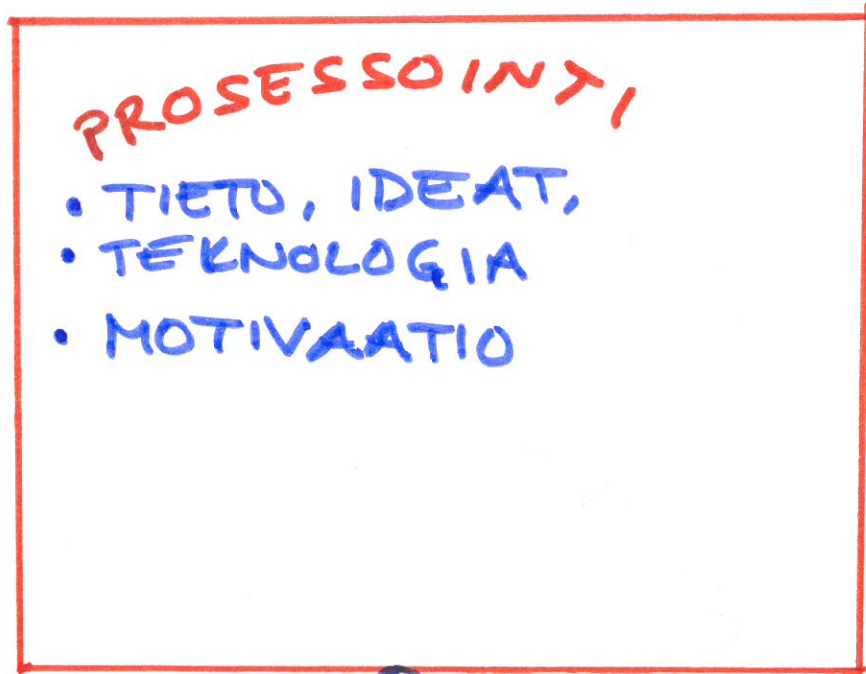 PROSESSOINTI
• TIETO, IDEAT,
• TEKNOLOGIA
• MOTIVAATIO